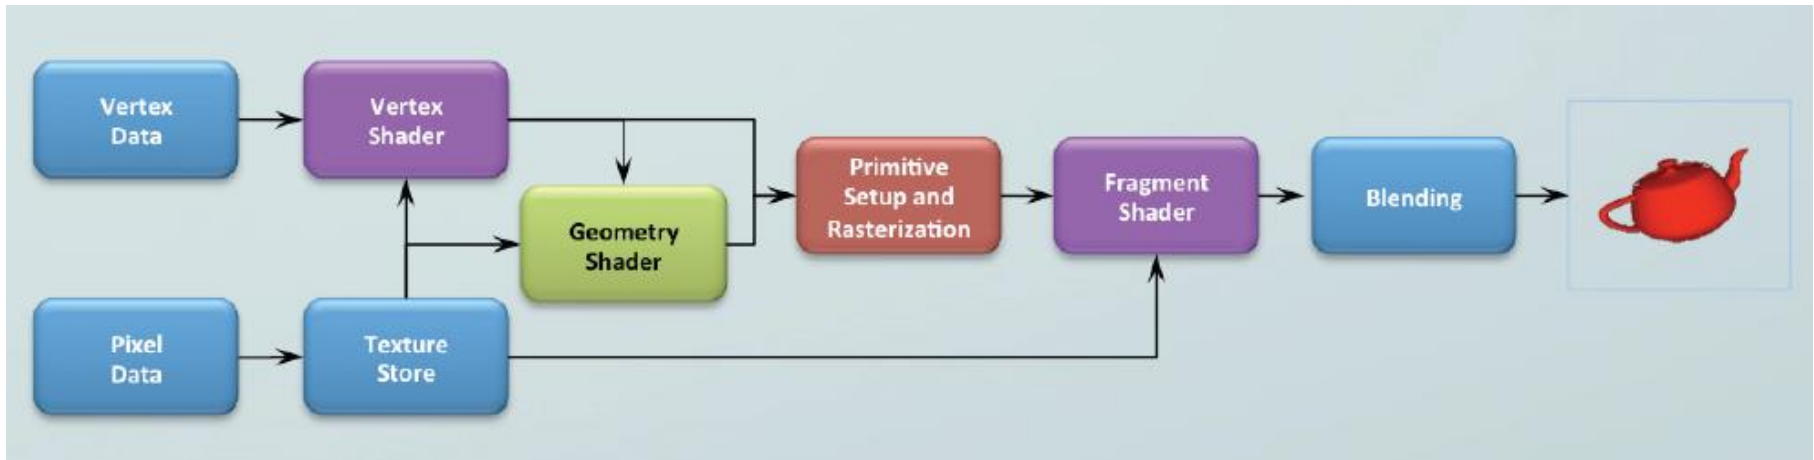 Vertex
Data
Vertex
Shader
Geometry
Shader
Primitive
Setup and
Rasterization
Fragment
Shader
Blending
Pixel
Data
Texture
Store